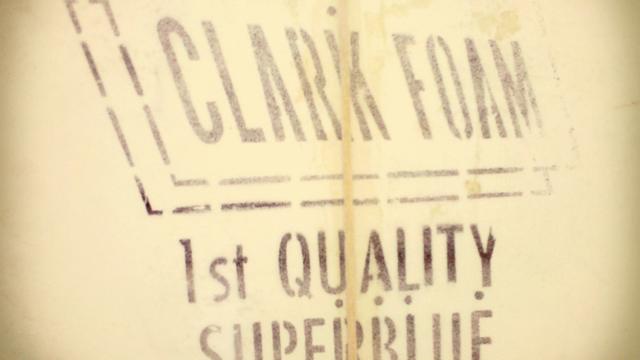 CLARK FOAM
1st QUALITY
SUPERBLUE